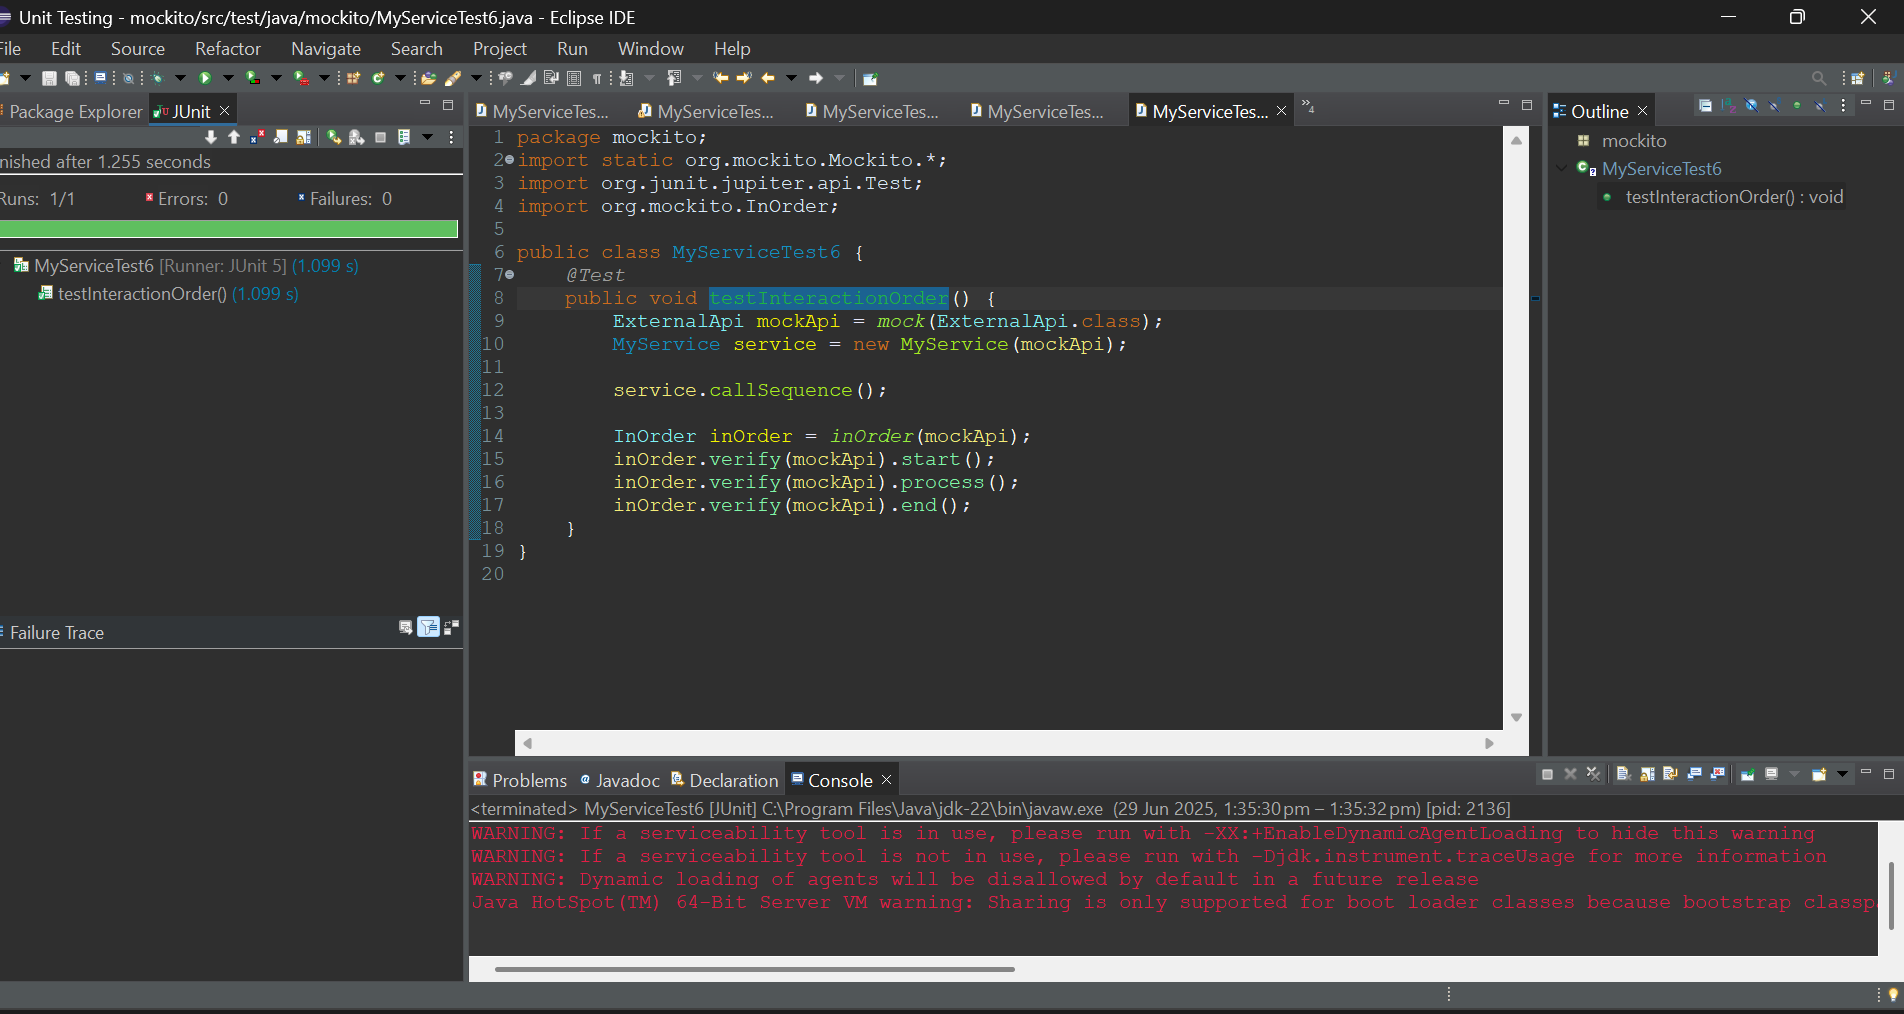 Unit Testing - mockito/src/test/java/mockito/MyServiceTest6.java - Eclipse IDE
File Edit Source Refactor Navigate Search Project Run Window Help
Package Explorer JUnit
nished after 1.255 seconds
Runs: 1/1 Errors: 0 Failures: 0
MyServiceTest6 [Runner: JUnit 5] (1.099 s)
testInteractionOrder() (1.099 s)
Failure Trace
MyServiceTes... MyServiceTes... MyServiceTes... MyServiceTes... MyServiceTes... »4
1 package mockito;
2 import static org.mockito.Mockito.*;
3 import org.junit.jupiter.api.Test;
4 import org.mockito.InOrder;
5
6 public class MyServiceTest6 {
7 @Test
8 public void testInteractionOrder() {
9 ExternalApi mockApi = mock(ExternalApi.class);
10 MyService service = new MyService(mockApi);
11
12 service.callSequence();
13
14 InOrder inOrder = inOrder(mockApi);
15 inOrder.verify(mockApi).start();
16 inOrder.verify(mockApi).process();
17 inOrder.verify(mockApi).end();
18 }
19 }
20
Outline
mockito
MyServiceTest6
testInteractionOrder() : void
Problems Javadoc Declaration Console
<terminated> MyServiceTest6 [JUnit] C:\Program Files\Java\jdk-22\bin\javaw.exe (29 Jun 2025, 1:35:30 pm – 1:35:32 pm) [pid: 2136]
WARNING: If a serviceability tool is in use, please run with -XX:+EnableDynamicAgentLoading to hide this warning
WARNING: If a serviceability tool is not in use, please run with -Djdk.instrument.traceUsage for more information
WARNING: Dynamic loading of agents will be disallowed by default in a future release
Java HotSpot(TM) 64-Bit Server VM warning: Sharing is only supported for boot loader classes because bootstrap classp